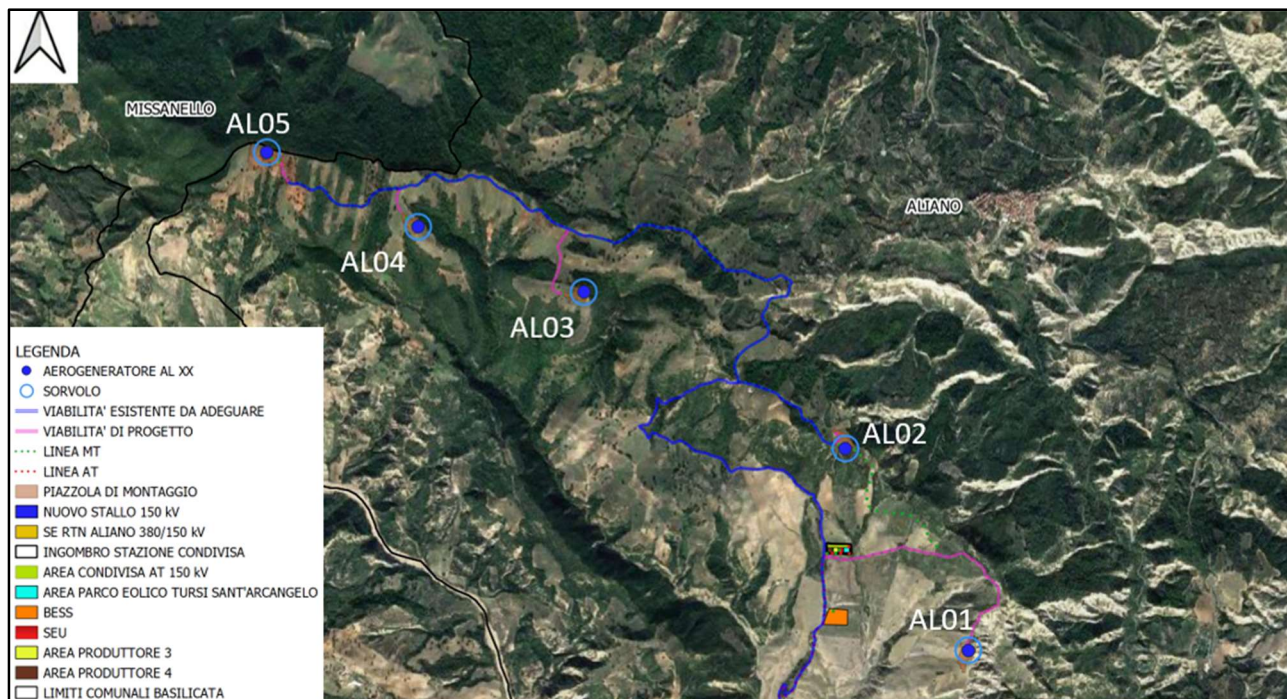 MISSANELLO
AL05
ALIANO
AL04
AL03
AL02
AL01
LEGENDA
AEROGENERATORE AL XX
SORVOLO
VIABILITA' ESISTENTE DA ADEGUARE
VIABILITA' DI PROGETTO
LINEA MT
LINEA AT
PIAZZOLA DI MONTAGGIO
NUOVO STALLO 150 kV
SE RTN ALIANO 380/150 kV
INGOMBRO STAZIONE CONDIVISA
AREA CONDIVISA AT 150 kV
AREA PARCO EOLICO TURSI SANT'ARCANGELO
BESS
SEU
AREA PRODUTTORE 3
AREA PRODUTTORE 4
LIMITI COMUNALI BASILICATA